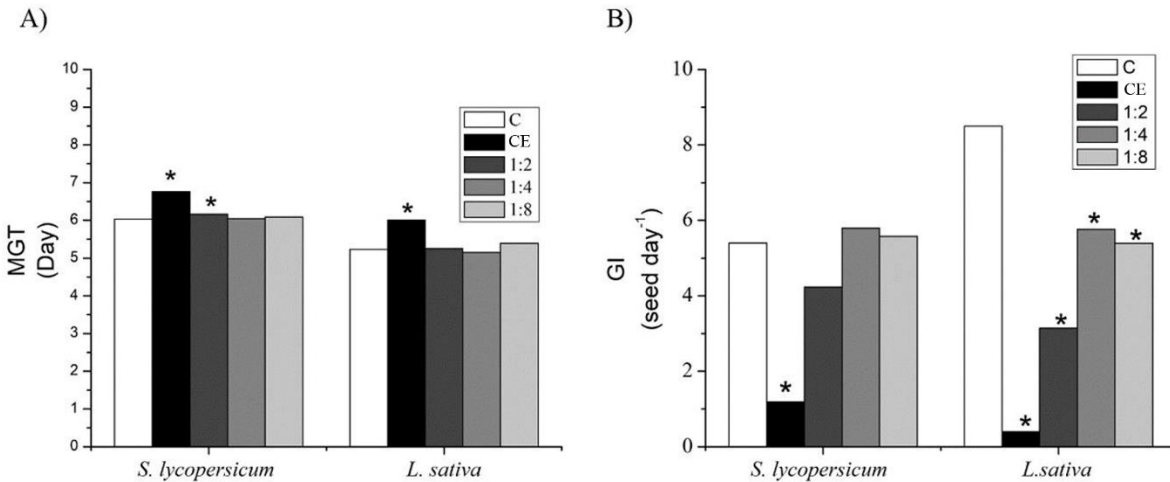 A)
10
9
8
7
6
5
4
3
2
1
0
MGT
(Day)
C
CE
1:2
1:4
1:8
*
*
*
S. lycopersicum
L. sativa
B)
10
8
6
4
2
0
GI
(seed day⁻¹)
C
CE
1:2
1:4
1:8
*
*
*
*
*
S. lycopersicum
L.sativa